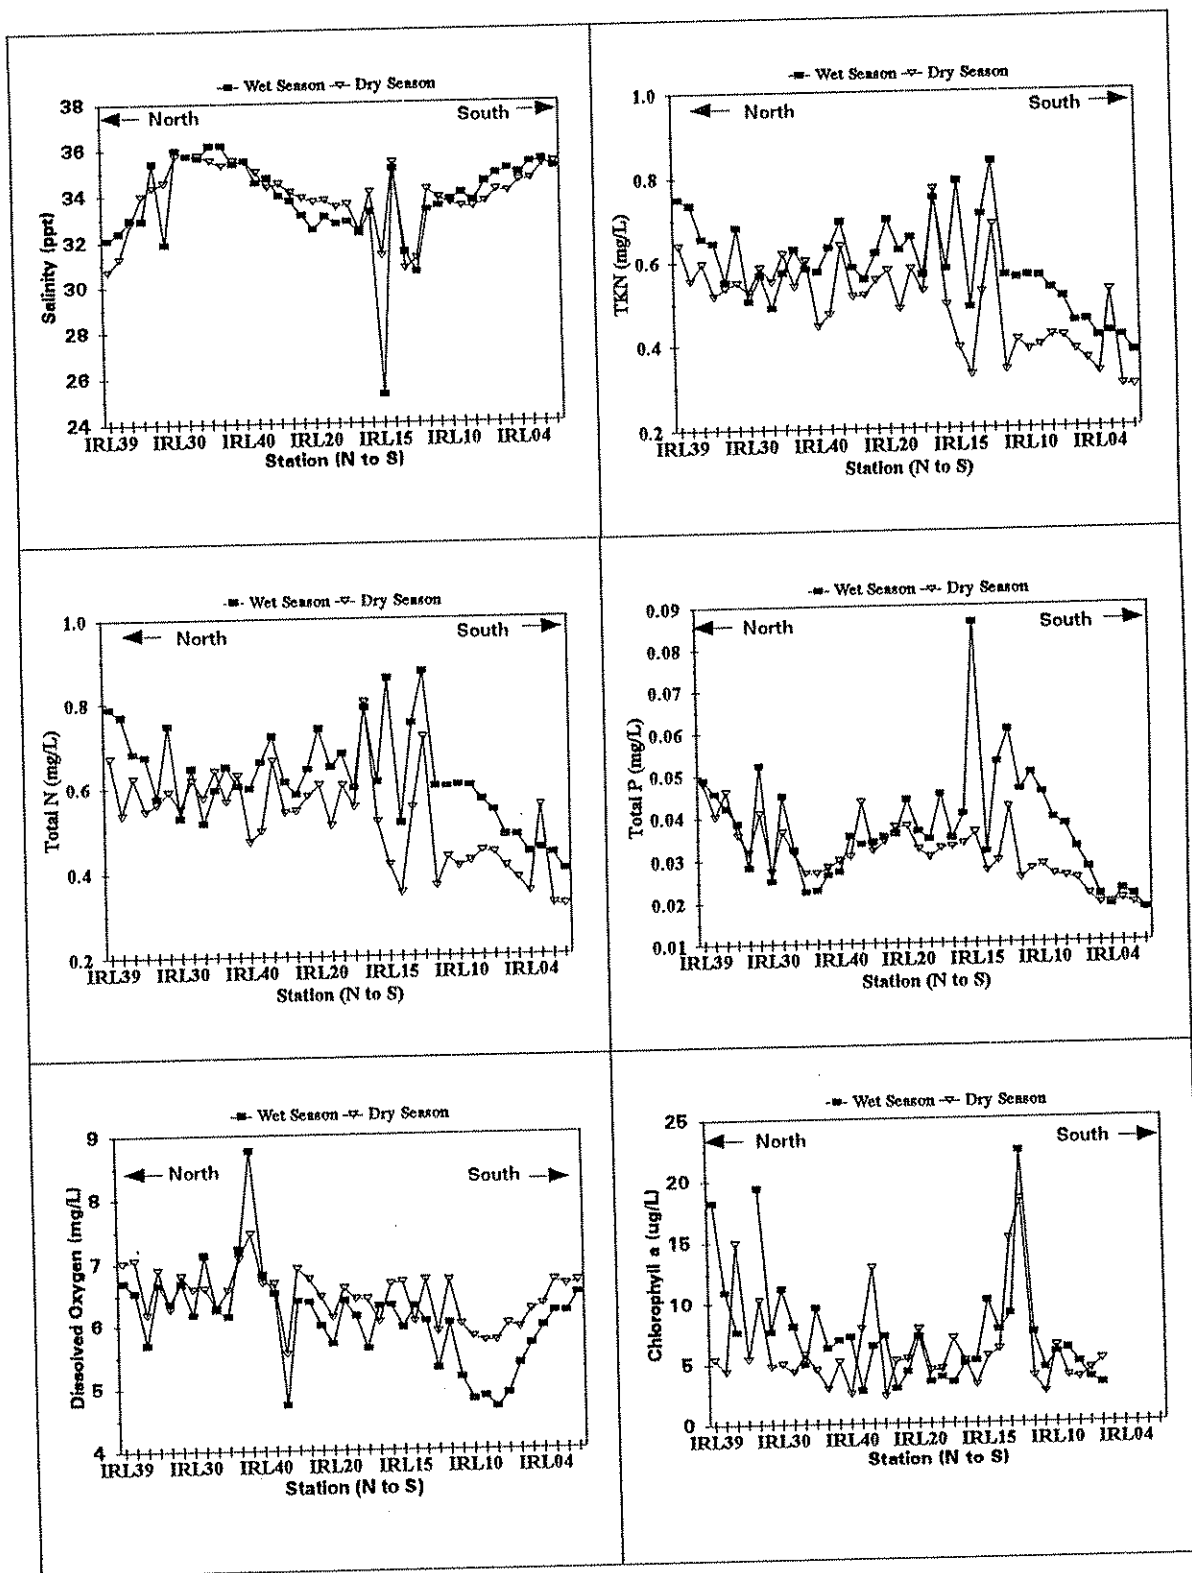 Wet Season Dry Season
38
36
34
32
30
28
26
24
Salinity (ppt)
North
South
IRL39 IRL30 IRL40 IRL20 IRL15 IRL10 IRL04
Station (N to S)
Wet Season Dry Season
1.0
0.8
0.6
0.4
0.2
TKN (mg/L)
North
South
IRL39 IRL30 IRL40 IRL20 IRL15 IRL10 IRL04
Station (N to S)
Wet Season Dry Season
1.0
0.8
0.6
0.4
0.2
Total N (mg/L)
North
South
IRL39 IRL30 IRL40 IRL20 IRL15 IRL10 IRL04
Station (N to S)
Wet Season Dry Season
0.09
0.08
0.07
0.06
0.05
0.04
0.03
0.02
0.01
Total P (mg/L)
North
South
IRL39 IRL30 IRL40 IRL20 IRL15 IRL10 IRL04
Station (N to S)
Wet Season Dry Season
9
8
7
6
5
4
Dissolved Oxygen (mg/L)
North
South
IRL39 IRL30 IRL40 IRL20 IRL15 IRL10 IRL04
Station (N to S)
Wet Season Dry Season
25
20
15
10
5
0
Chlorophyll a (ug/L)
North
South
IRL39 IRL30 IRL40 IRL20 IRL15 IRL10 IRL04
Station (N to S)